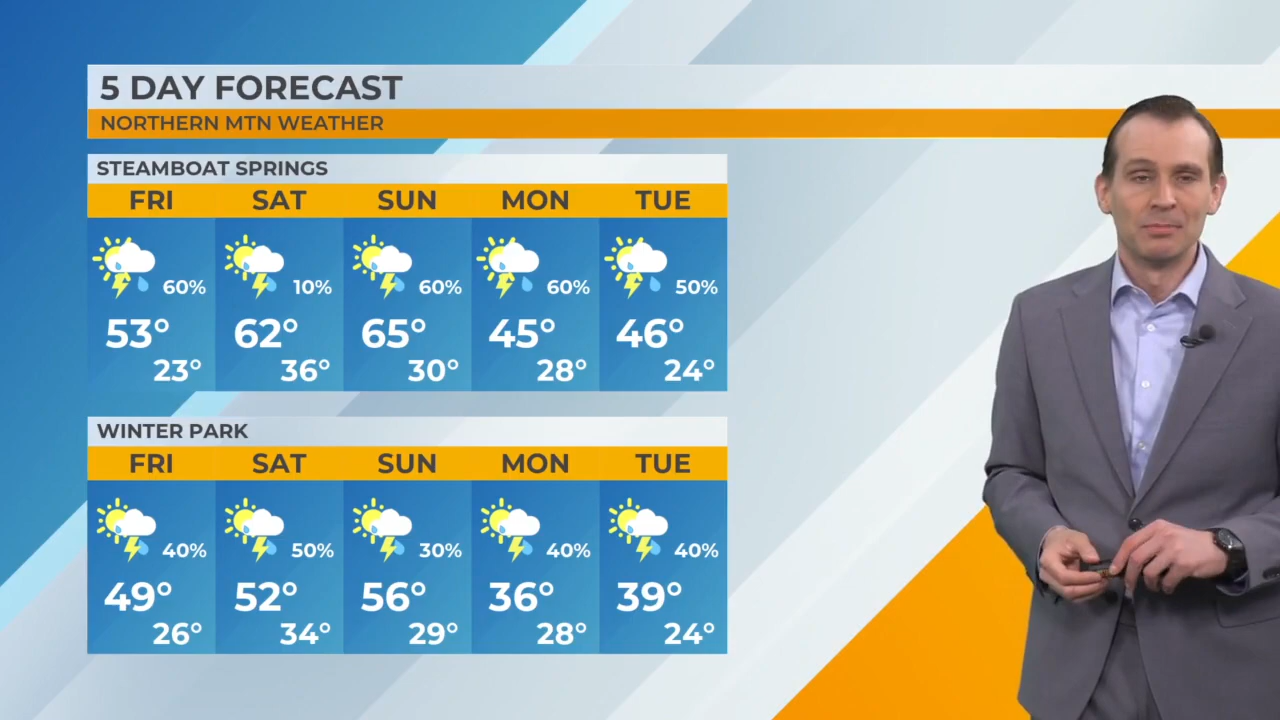 5 DAY FORECAST
NORTHERN MTN WEATHER
STEAMBOAT SPRINGS
FRI SAT SUN MON TUE
60% 10% 60% 60% 50%
53° 62° 65° 45° 46°
23° 36° 30° 28° 24°
WINTER PARK
FRI SAT SUN MON TUE
40% 50% 30% 40% 40%
49° 52° 56° 36° 39°
26° 34° 29° 28° 24°